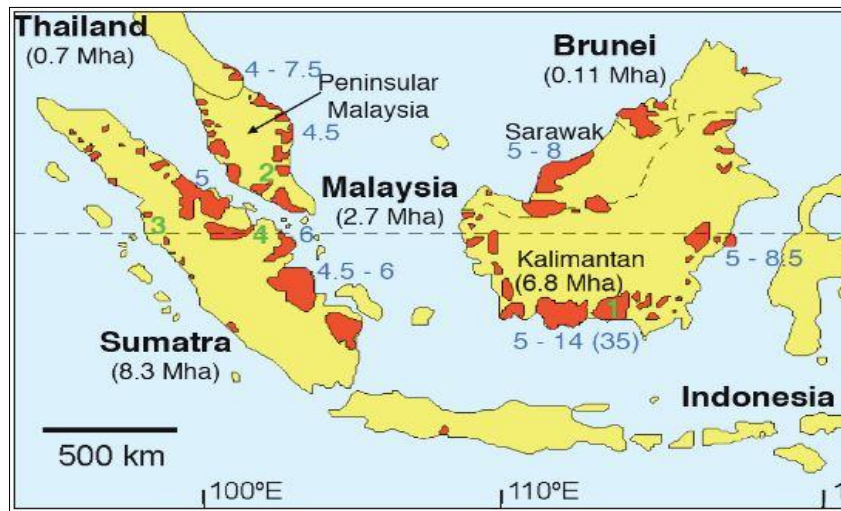 Thailand
(0.7 Mha)
4 - 7.5
Peninsular
Malaysia
4.5
Brunei
(0.11 Mha)
Sarawak
5 - 8
5
2
Malaysia
(2.7 Mha)
3
4
6
4.5 - 6
Kalimantan
(6.8 Mha)
1
5 - 8.5
5 - 14 (35)
Sumatra
(8.3 Mha)
Indonesia
500 km
100ºE
110ºE